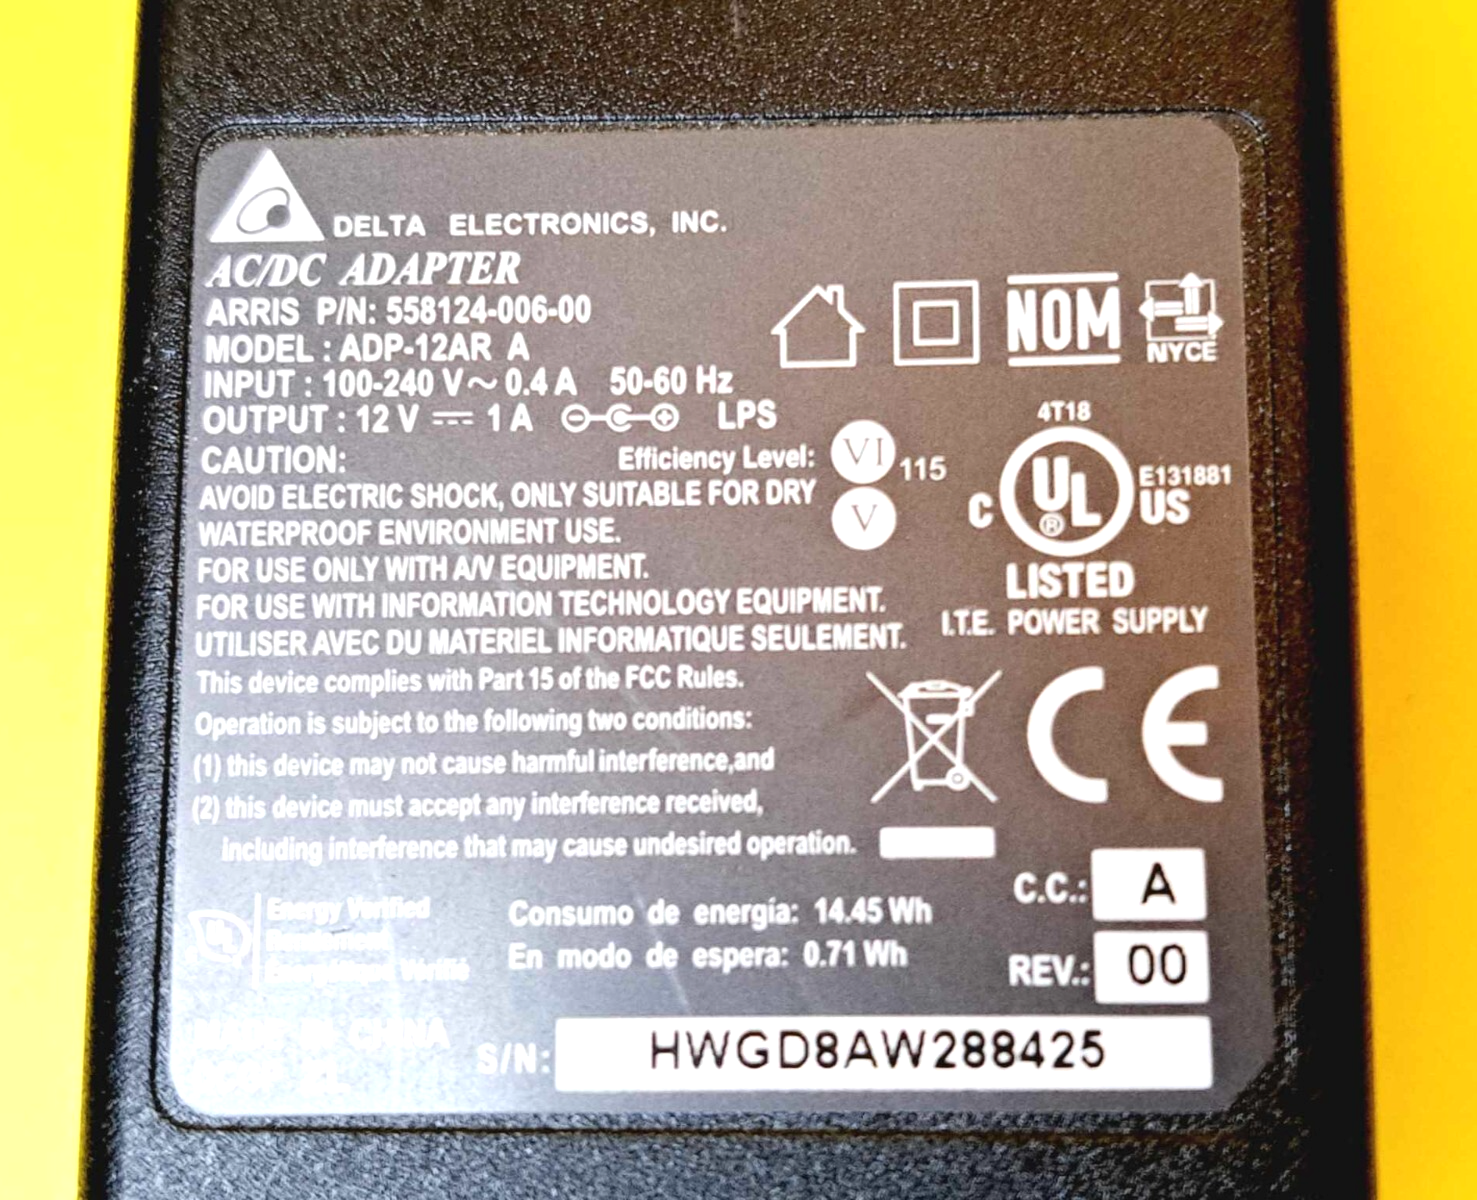 DELTA ELECTRONICS, INC.
AC/DC ADAPTER
ARRIS P/N: 558124-006-00
MODEL : ADP-12AR A
INPUT : 100-240 V~ 0.4 A 50-60 Hz
OUTPUT : 12 V ⎓ 1 A LPS
NOM
NYCE
CAUTION:
Efficiency Level: VI 115
V
AVOID ELECTRIC SHOCK, ONLY SUITABLE FOR DRY
WATERPROOF ENVIRONMENT USE.
FOR USE ONLY WITH A/V EQUIPMENT.
FOR USE WITH INFORMATION TECHNOLOGY EQUIPMENT.
UTILISER AVEC DU MATERIEL INFORMATIQUE SEULEMENT.
4T18
C UL ® US
E131881
LISTED
I.T.E. POWER SUPPLY
This device complies with Part 15 of the FCC Rules.
Operation is subject to the following two conditions:
(1) this device may not cause harmful interference,and
(2) this device must accept any interference received,
Including interference that may cause undesired operation.
CE
Energy Verified
Verifié
Consumo de energía: 14.45 Wh
En modo de espera: 0.71 Wh
C.C.: A
REV.: 00
MADE IN CHINA
S/N: HWGD8AW288425